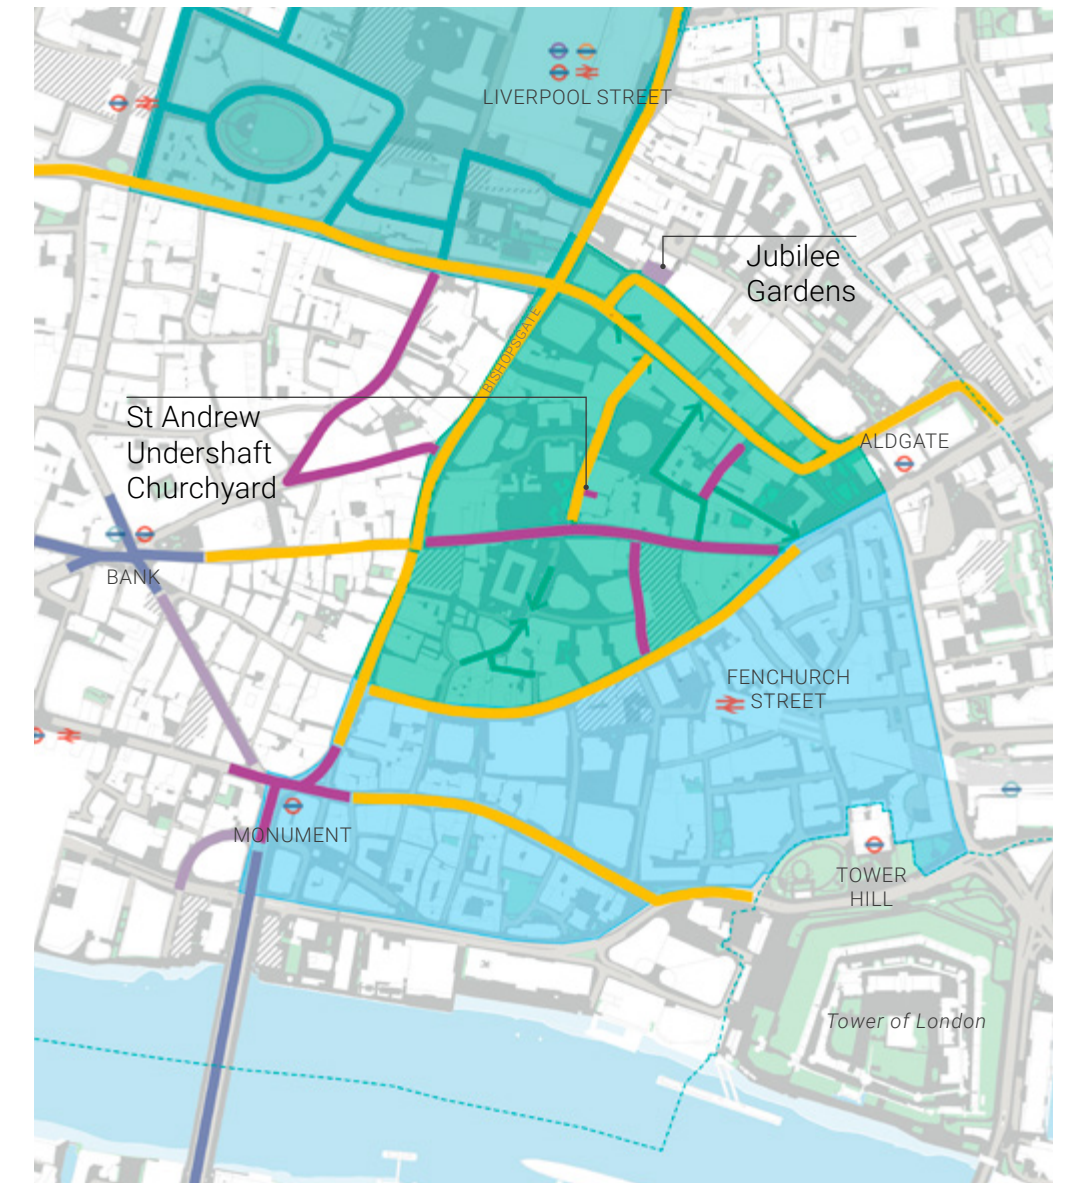 LIVERPOOL STREET
Jubilee
Gardens
BISHOPSGATE
St Andrew
Undershaft
Churchyard
ALDGATE
BANK
FENCHURCH
STREET
MONUMENT
TOWER
HILL
Tower of London